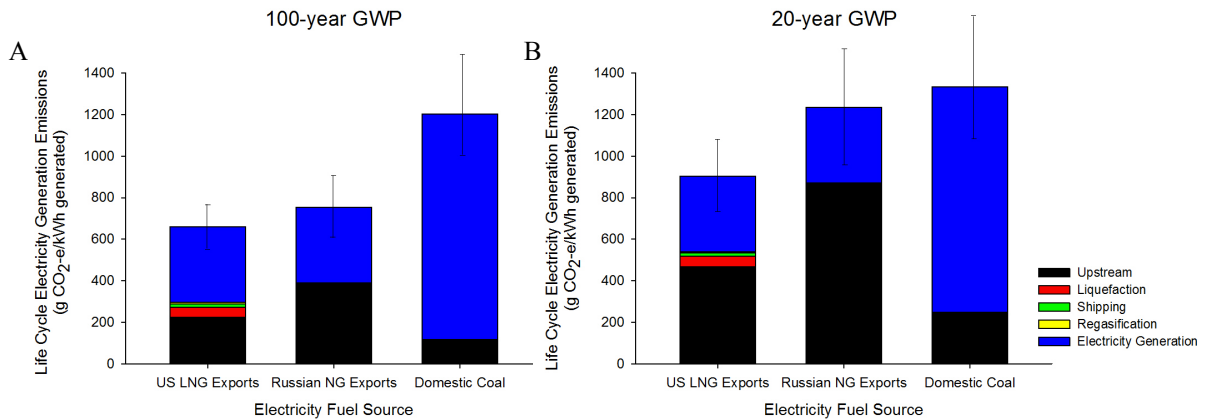 100-year GWP
A
Life Cycle Electricity Generation Emissions
(g CO2-e/kWh generated)
1400
1200
1000
800
600
400
200
0
US LNG Exports
Russian NG Exports
Domestic Coal
Electricity Fuel Source
20-year GWP
B
Life Cycle Electricity Generation Emissions
(g CO2-e/kWh generated)
1400
1200
1000
800
600
400
200
0
US LNG Exports
Russian NG Exports
Domestic Coal
Electricity Fuel Source
Upstream
Liquefaction
Shipping
Regasification
Electricity Generation